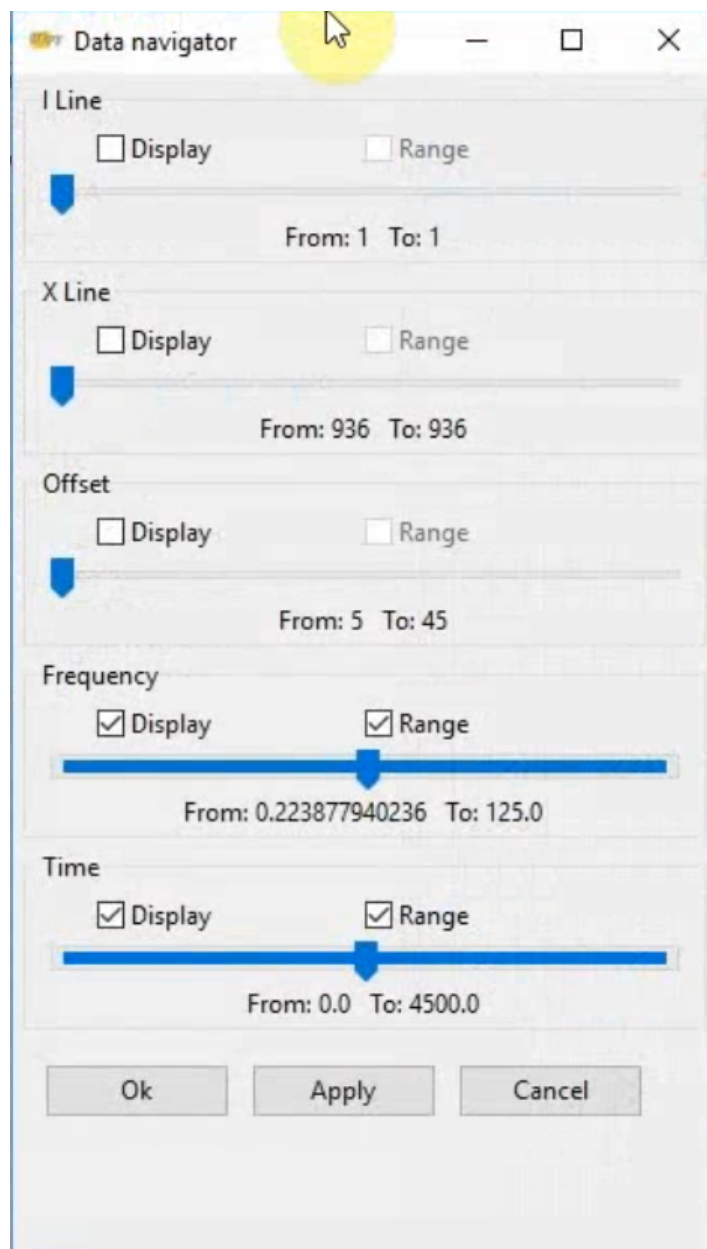 Data navigator
I Line
Display Range
From: 1 To: 1
X Line
Display Range
From: 936 To: 936
Offset
Display Range
From: 5 To: 45
Frequency
Display Range
From: 0.223877940236 To: 125.0
Time
Display Range
From: 0.0 To: 4500.0
Ok Apply Cancel